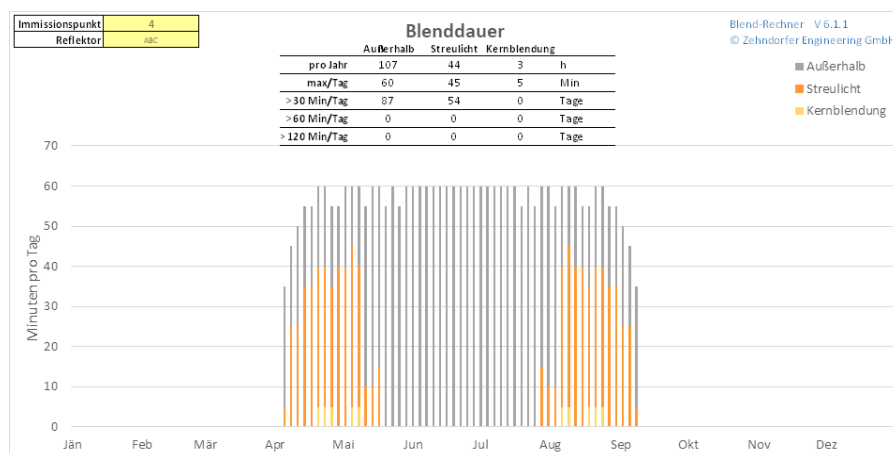 Immissionspunkt 4
Reflektor ABC
Blenddauer
Blend-Rechner V 6.1.1
© Zehndorfer Engineering GmbH
Außerhalb Streulicht Kernblendung
pro Jahr 107 44 3 h
max/Tag 60 45 5 Min
>30 Min/Tag 87 54 0 Tage
>60 Min/Tag 0 0 0 Tage
>120 Min/Tag 0 0 0 Tage
Außerhalb
Streulicht
Kernblendung
Minuten pro Tag
70
60
50
40
30
20
10
0
Jän Feb Mär Apr Mai Jun Jul Aug Sep Okt Nov Dez